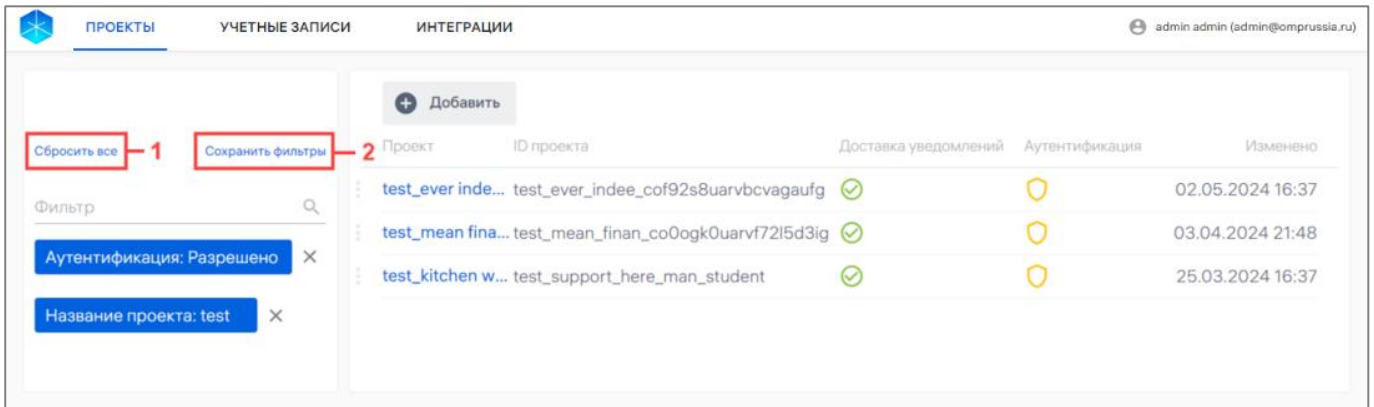 ПРОЕКТЫ УЧЕТНЫЕ ЗАПИСИ ИНТЕГРАЦИИ admin admin (admin@omprussia.ru)
Добавить
Сбросить все 1 Сохранить фильтры 2 Проект ID проекта Доставка уведомлений Аутентификация Изменено
test_ever inde... test_ever_indee_cof92s8uarvbcvagaufg 02.05.2024 16:37
Фильтр
test_mean fina... test_mean_finan_co0ogk0uarvf72l5d3ig 03.04.2024 21:48
Аутентификация: Разрешено
test_kitchen w... test_support_here_man_student 25.03.2024 16:37
Название проекта: test